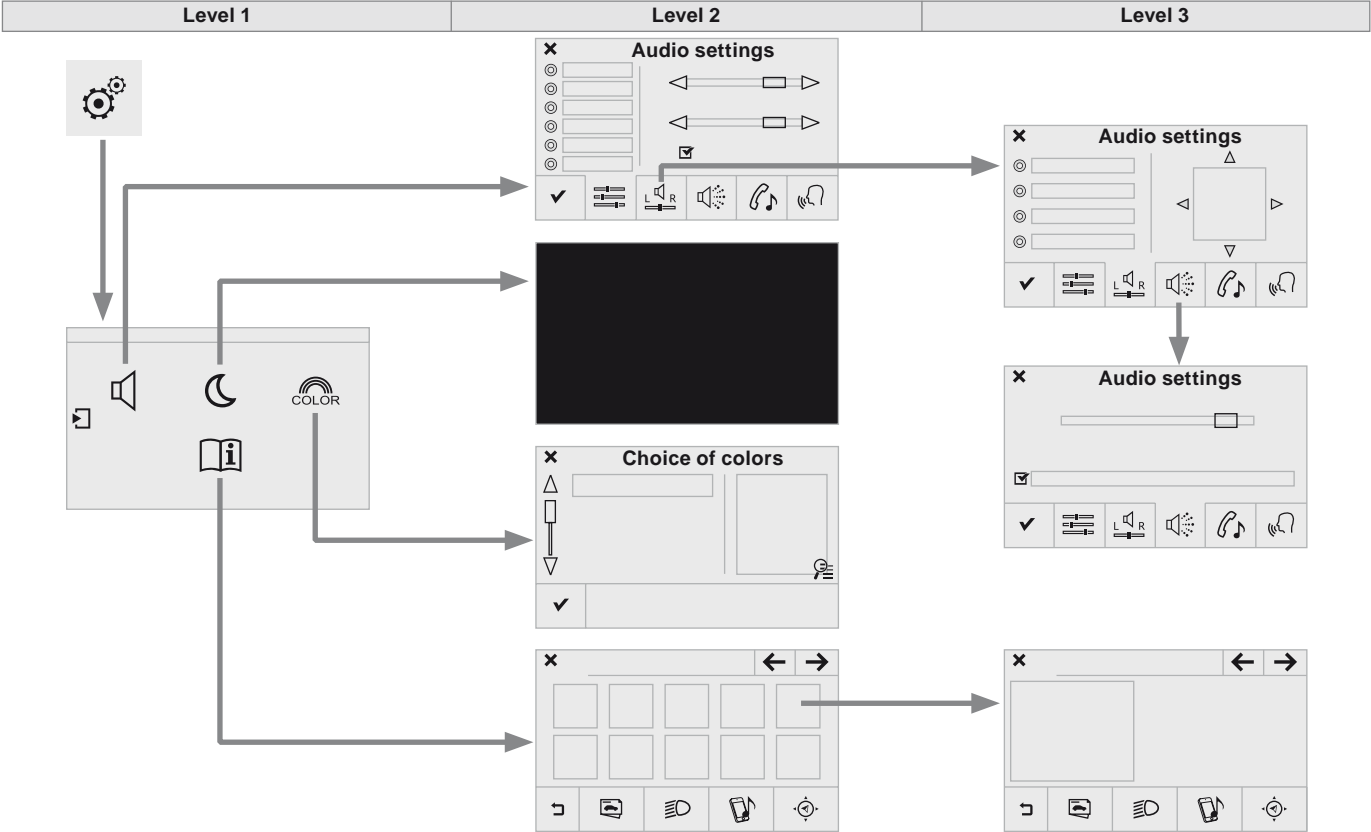 Level 1
Level 2
Level 3
Audio settings
L R
COLOR
Choice of colors
Audio settings
L R
Audio settings
L R